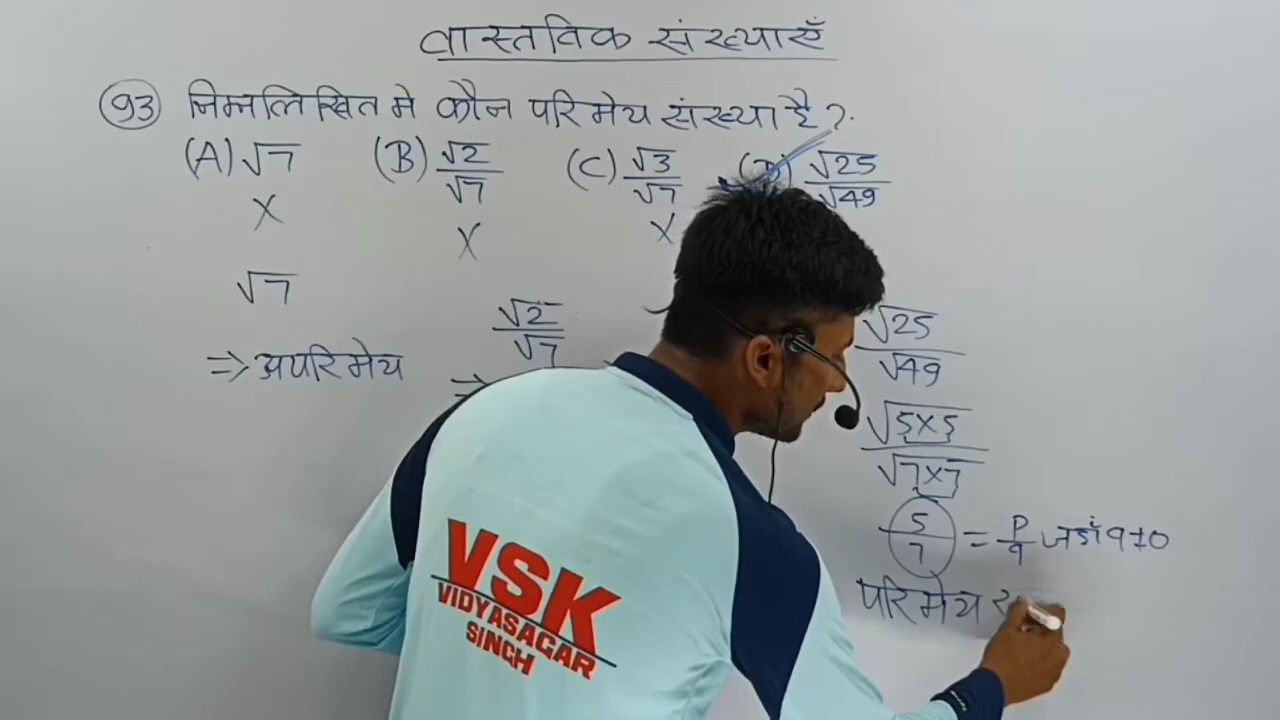 वास्तविक संख्याएँ
93 निम्नलिखित मे कौन परिमेय संख्या है?
(A) √7 (B) √2/√7 (C) √3/√7 (D) √25/√49
X X X
√7
⇒ अपरिमेय
√2/√7
⇒
√25/√49
√5×5/√7×7
5/7 = P/q जहाँ q≠0
परिमेय
VSK
VIDYASAGAR
SINGH